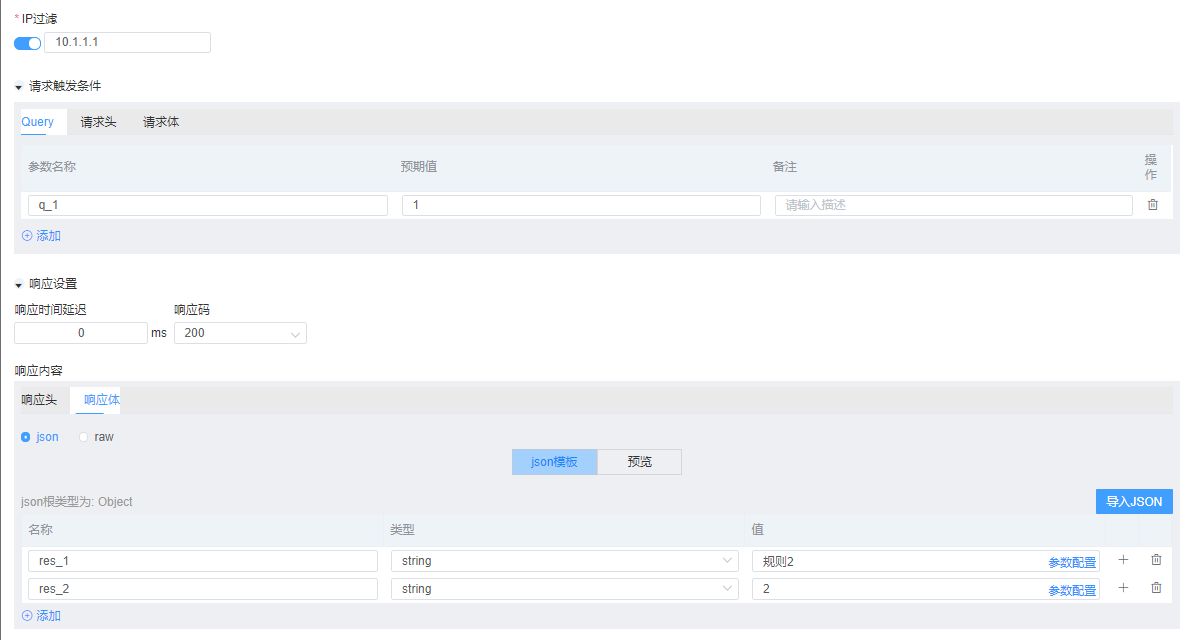 * IP过滤
10.1.1.1
请求触发条件
Query 请求头 请求体
参数名称 预期值 备注 操作
q_1 1 请输入描述
添加
响应设置
响应时间延迟 响应码
0 ms 200
响应内容
响应头 响应体
json raw
json模板 预览
json根类型为: Object 导入JSON
名称 类型 值
res_1 string 规则2 参数配置
res_2 string 2 参数配置
添加